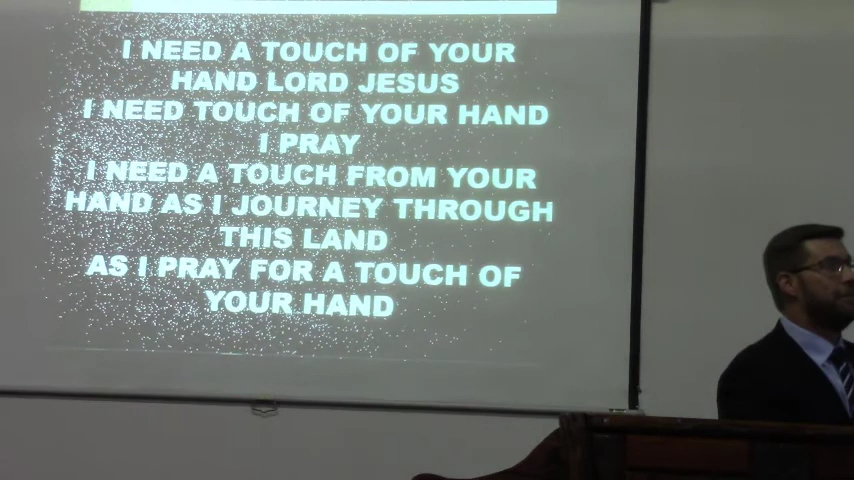 I NEED A TOUCH OF YOUR
HAND LORD JESUS
I NEED TOUCH OF YOUR HAND
I PRAY
I NEED A TOUCH FROM YOUR
HAND AS I JOURNEY THROUGH
THIS LAND
AS I PRAY FOR A TOUCH OF
YOUR HAND